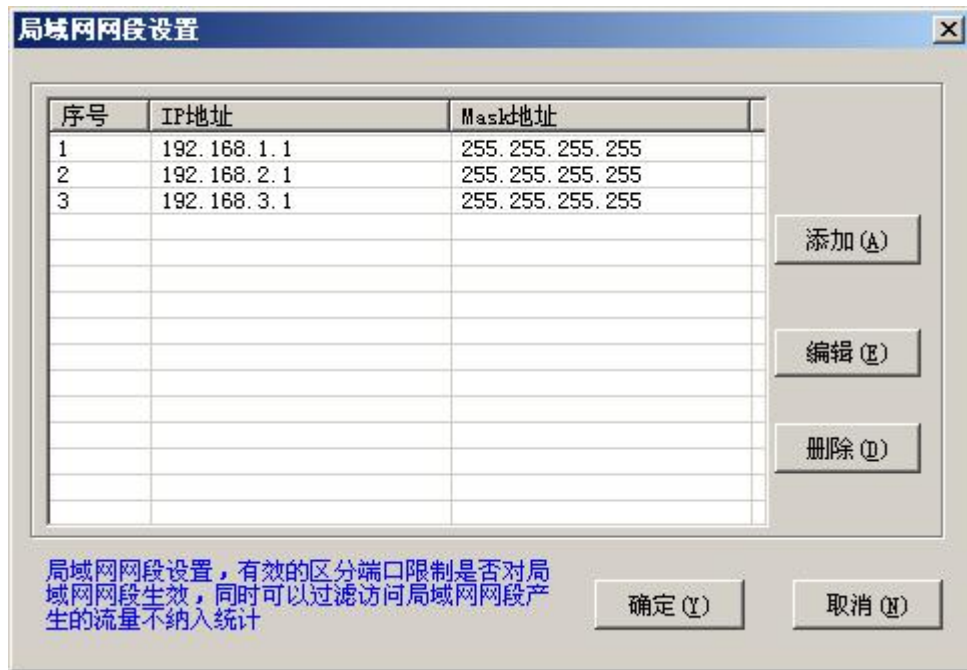 局域网网段设置
序号 IP地址 Mask地址
1 192.168.1.1 255.255.255.255
2 192.168.2.1 255.255.255.255
3 192.168.3.1 255.255.255.255
添加(A)
编辑(E)
删除(D)
局域网网段设置，有效的区分端口限制是否对局
域网网段生效，同时可以过滤访问局域网网段产
生的流量不纳入统计
确定(Y) 取消(N)